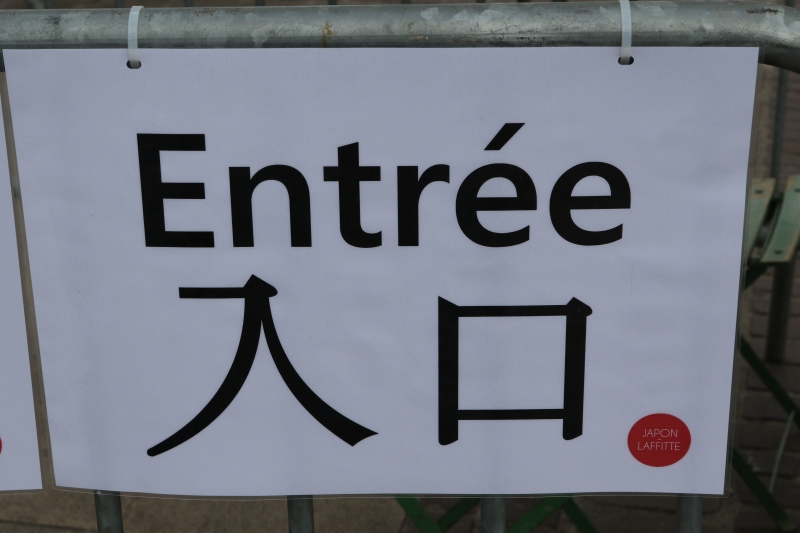 Entrée
入口
JAPON
LAFFITTE